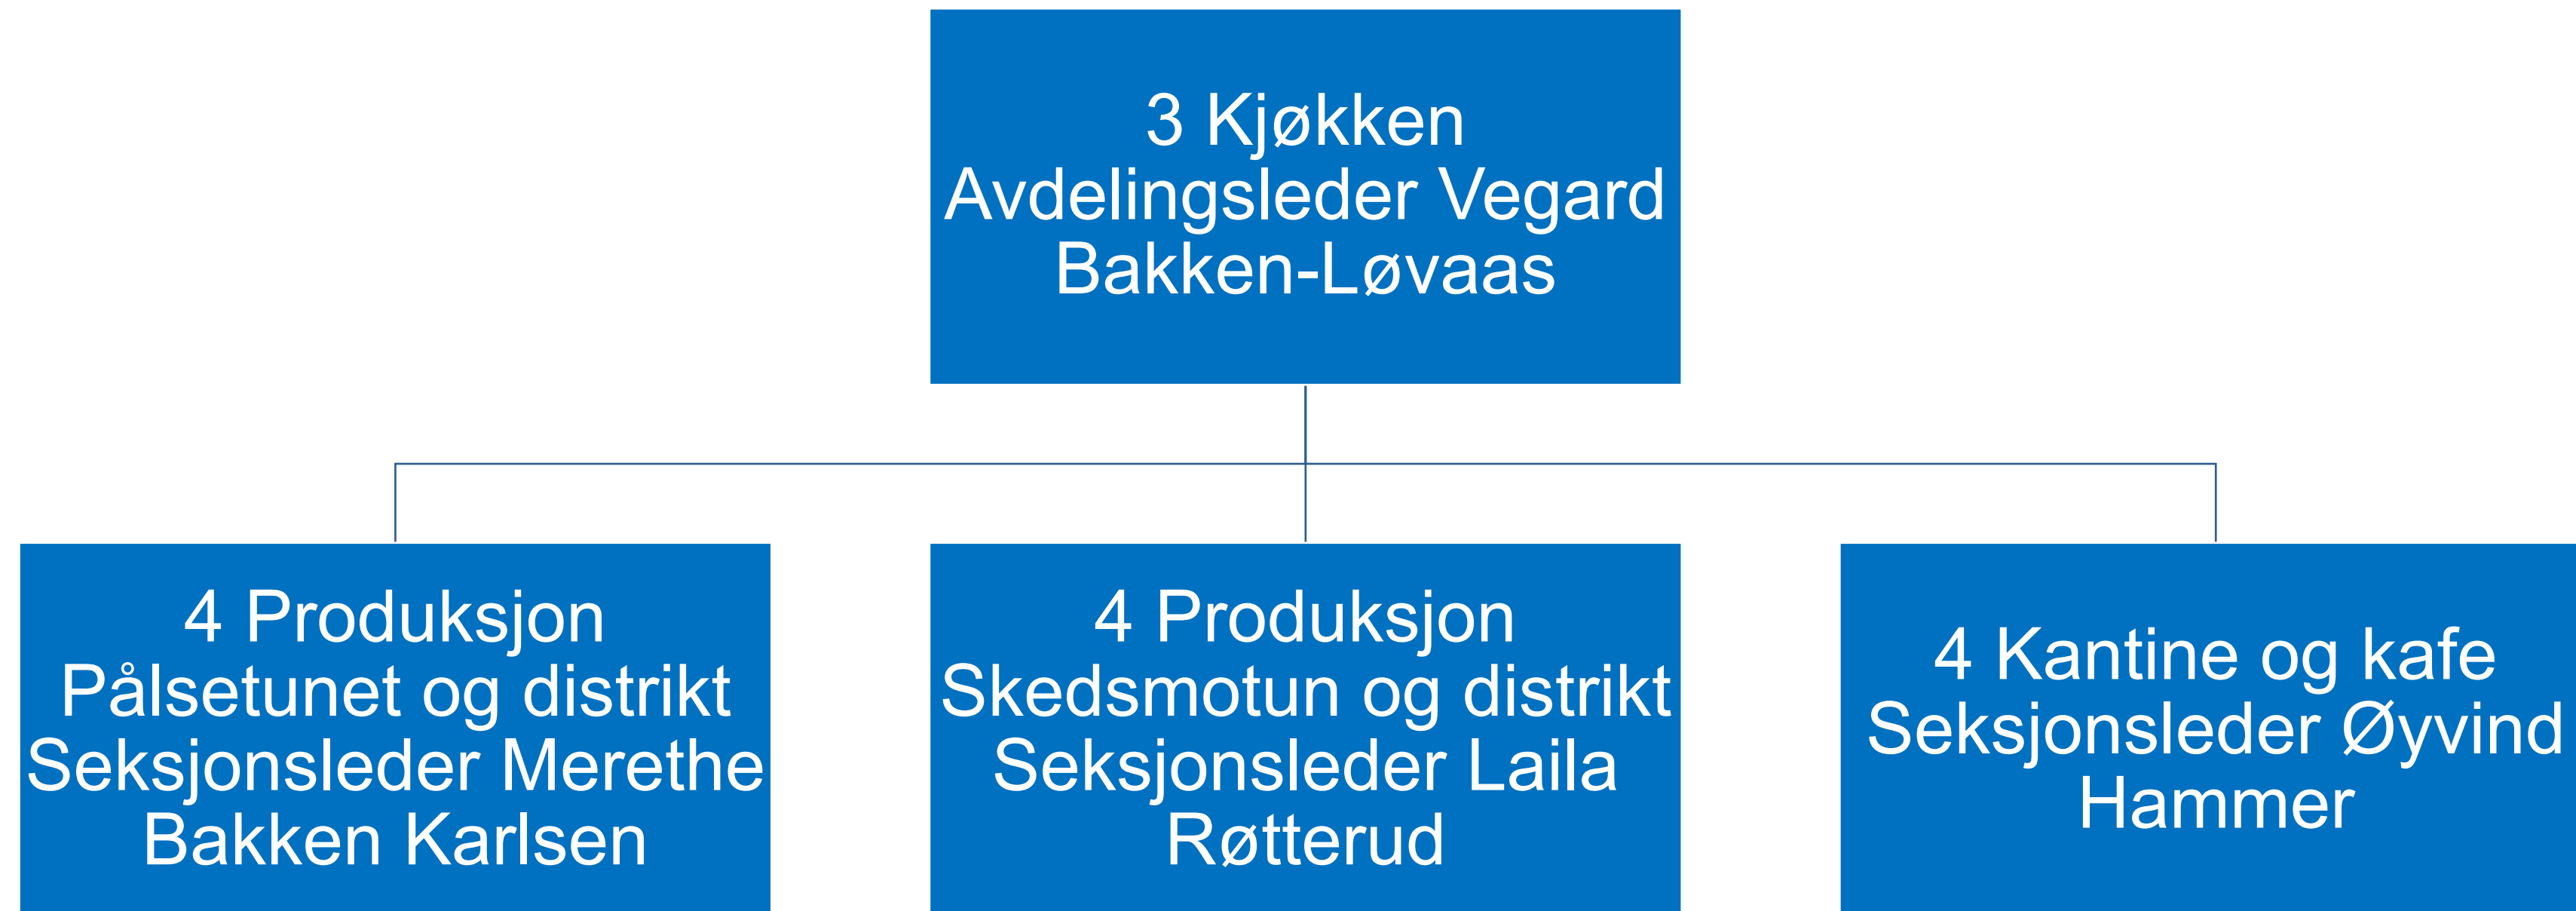 3 Kjøkken
Avdelingsleder Vegard
Bakken-Løvaas
4 Produksjon
Pålsetunet og distrikt
Seksjonsleder Merethe
Bakken Karlsen
4 Produksjon
Skedsmotun og distrikt
Seksjonsleder Laila
Røtterud
4 Kantine og kafe
Seksjonsleder Øyvind
Hammer